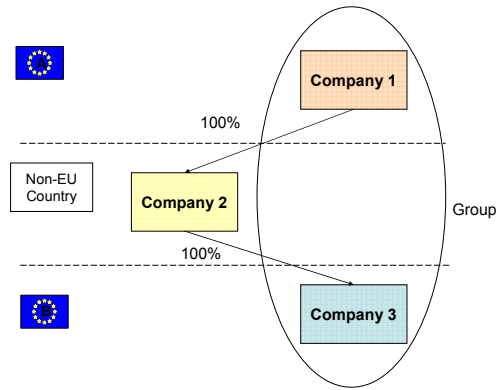 A
Company 1
100%
Non-EU
Country
Company 2
Group
100%
B
Company 3